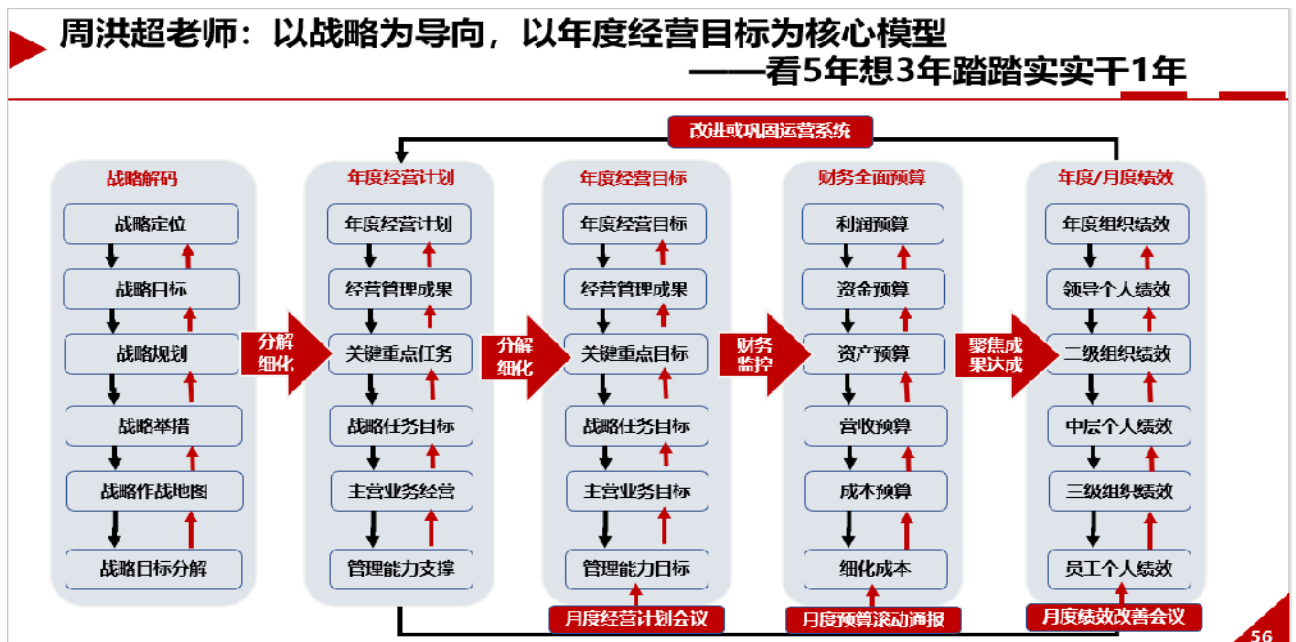 周洪超老师：以战略为导向，以年度经营目标为核心模型
——看5年想3年踏踏实实干1年
改进或巩固运营系统
战略解码
战略定位
战略目标
战略规划
战略举措
战略作战地图
战略目标分解
分解
细化
年度经营计划
年度经营计划
经营管理成果
关键重点任务
战略任务目标
主营业务经营
管理能力支撑
分解
细化
年度经营目标
年度经营目标
经营管理成果
关键重点目标
战略任务目标
主营业务目标
管理能力目标
月度经营计划会议
财务
监控
财务全面预算
利润预算
资金预算
资产预算
营收预算
成本预算
细化成本
月度预算滚动通报
聚焦成
果达成
年度/月度绩效
年度组织绩效
领导个人绩效
二级组织绩效
中层个人绩效
三级组织绩效
员工个人绩效
月度绩效改善会议
56